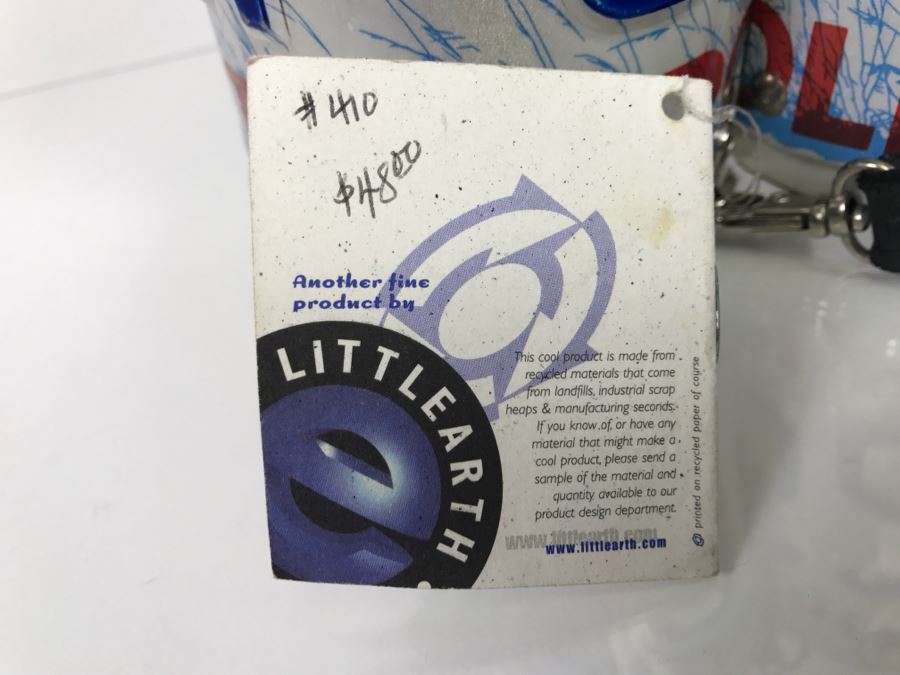 OL
# 410
$48.00
Another fine
product by
LITTLEARTH
e
This cool product is made from
recycled materials that come
from landfills, industrial scrap
heaps & manufacturing seconds.
If you know of, or have any
material that might make a
cool product, please send a
sample of the material and
quantity available to our
product design department.
www.littlearth.com
www.littlearth.com
printed on recycled paper of course